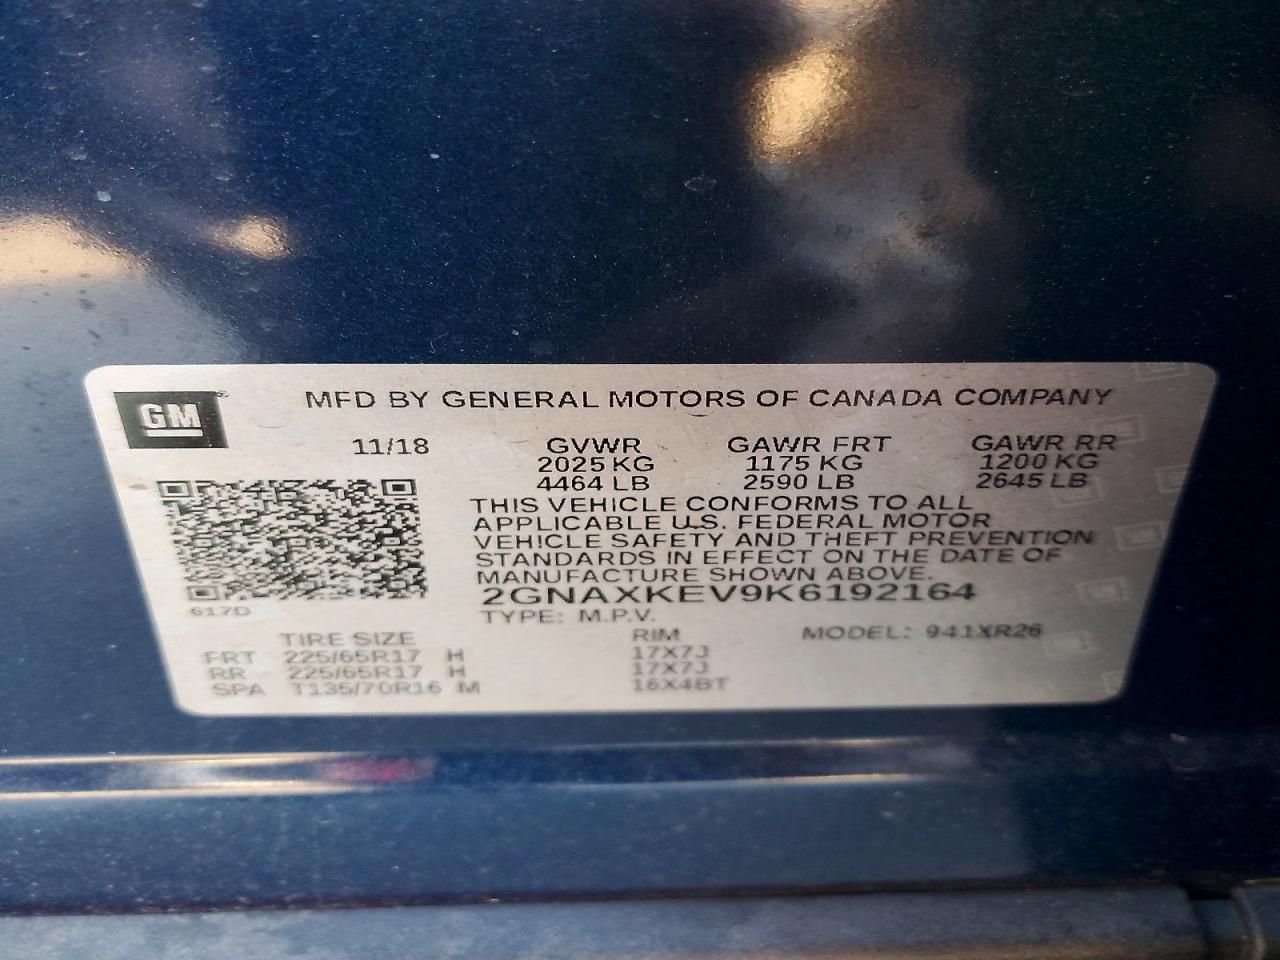 GM
MFD BY GENERAL MOTORS OF CANADA COMPANY
11/18 GVWR GAWR FRT GAWR RR
2025 KG 1175 KG 1200 KG
4464 LB 2590 LB 2645 LB
THIS VEHICLE CONFORMS TO ALL
APPLICABLE U.S. FEDERAL MOTOR
VEHICLE SAFETY AND THEFT PREVENTION
STANDARDS IN EFFECT ON THE DATE OF
MANUFACTURE SHOWN ABOVE.
2GNAXKEV9K6192164
617D
TYPE: M.P.V.
TIRE SIZE RIM MODEL: 941XR26
FRT 225/65R17 H 17X7J
RR 225/65R17 H 17X7J
SPA T135/70R16 M 16X4BT